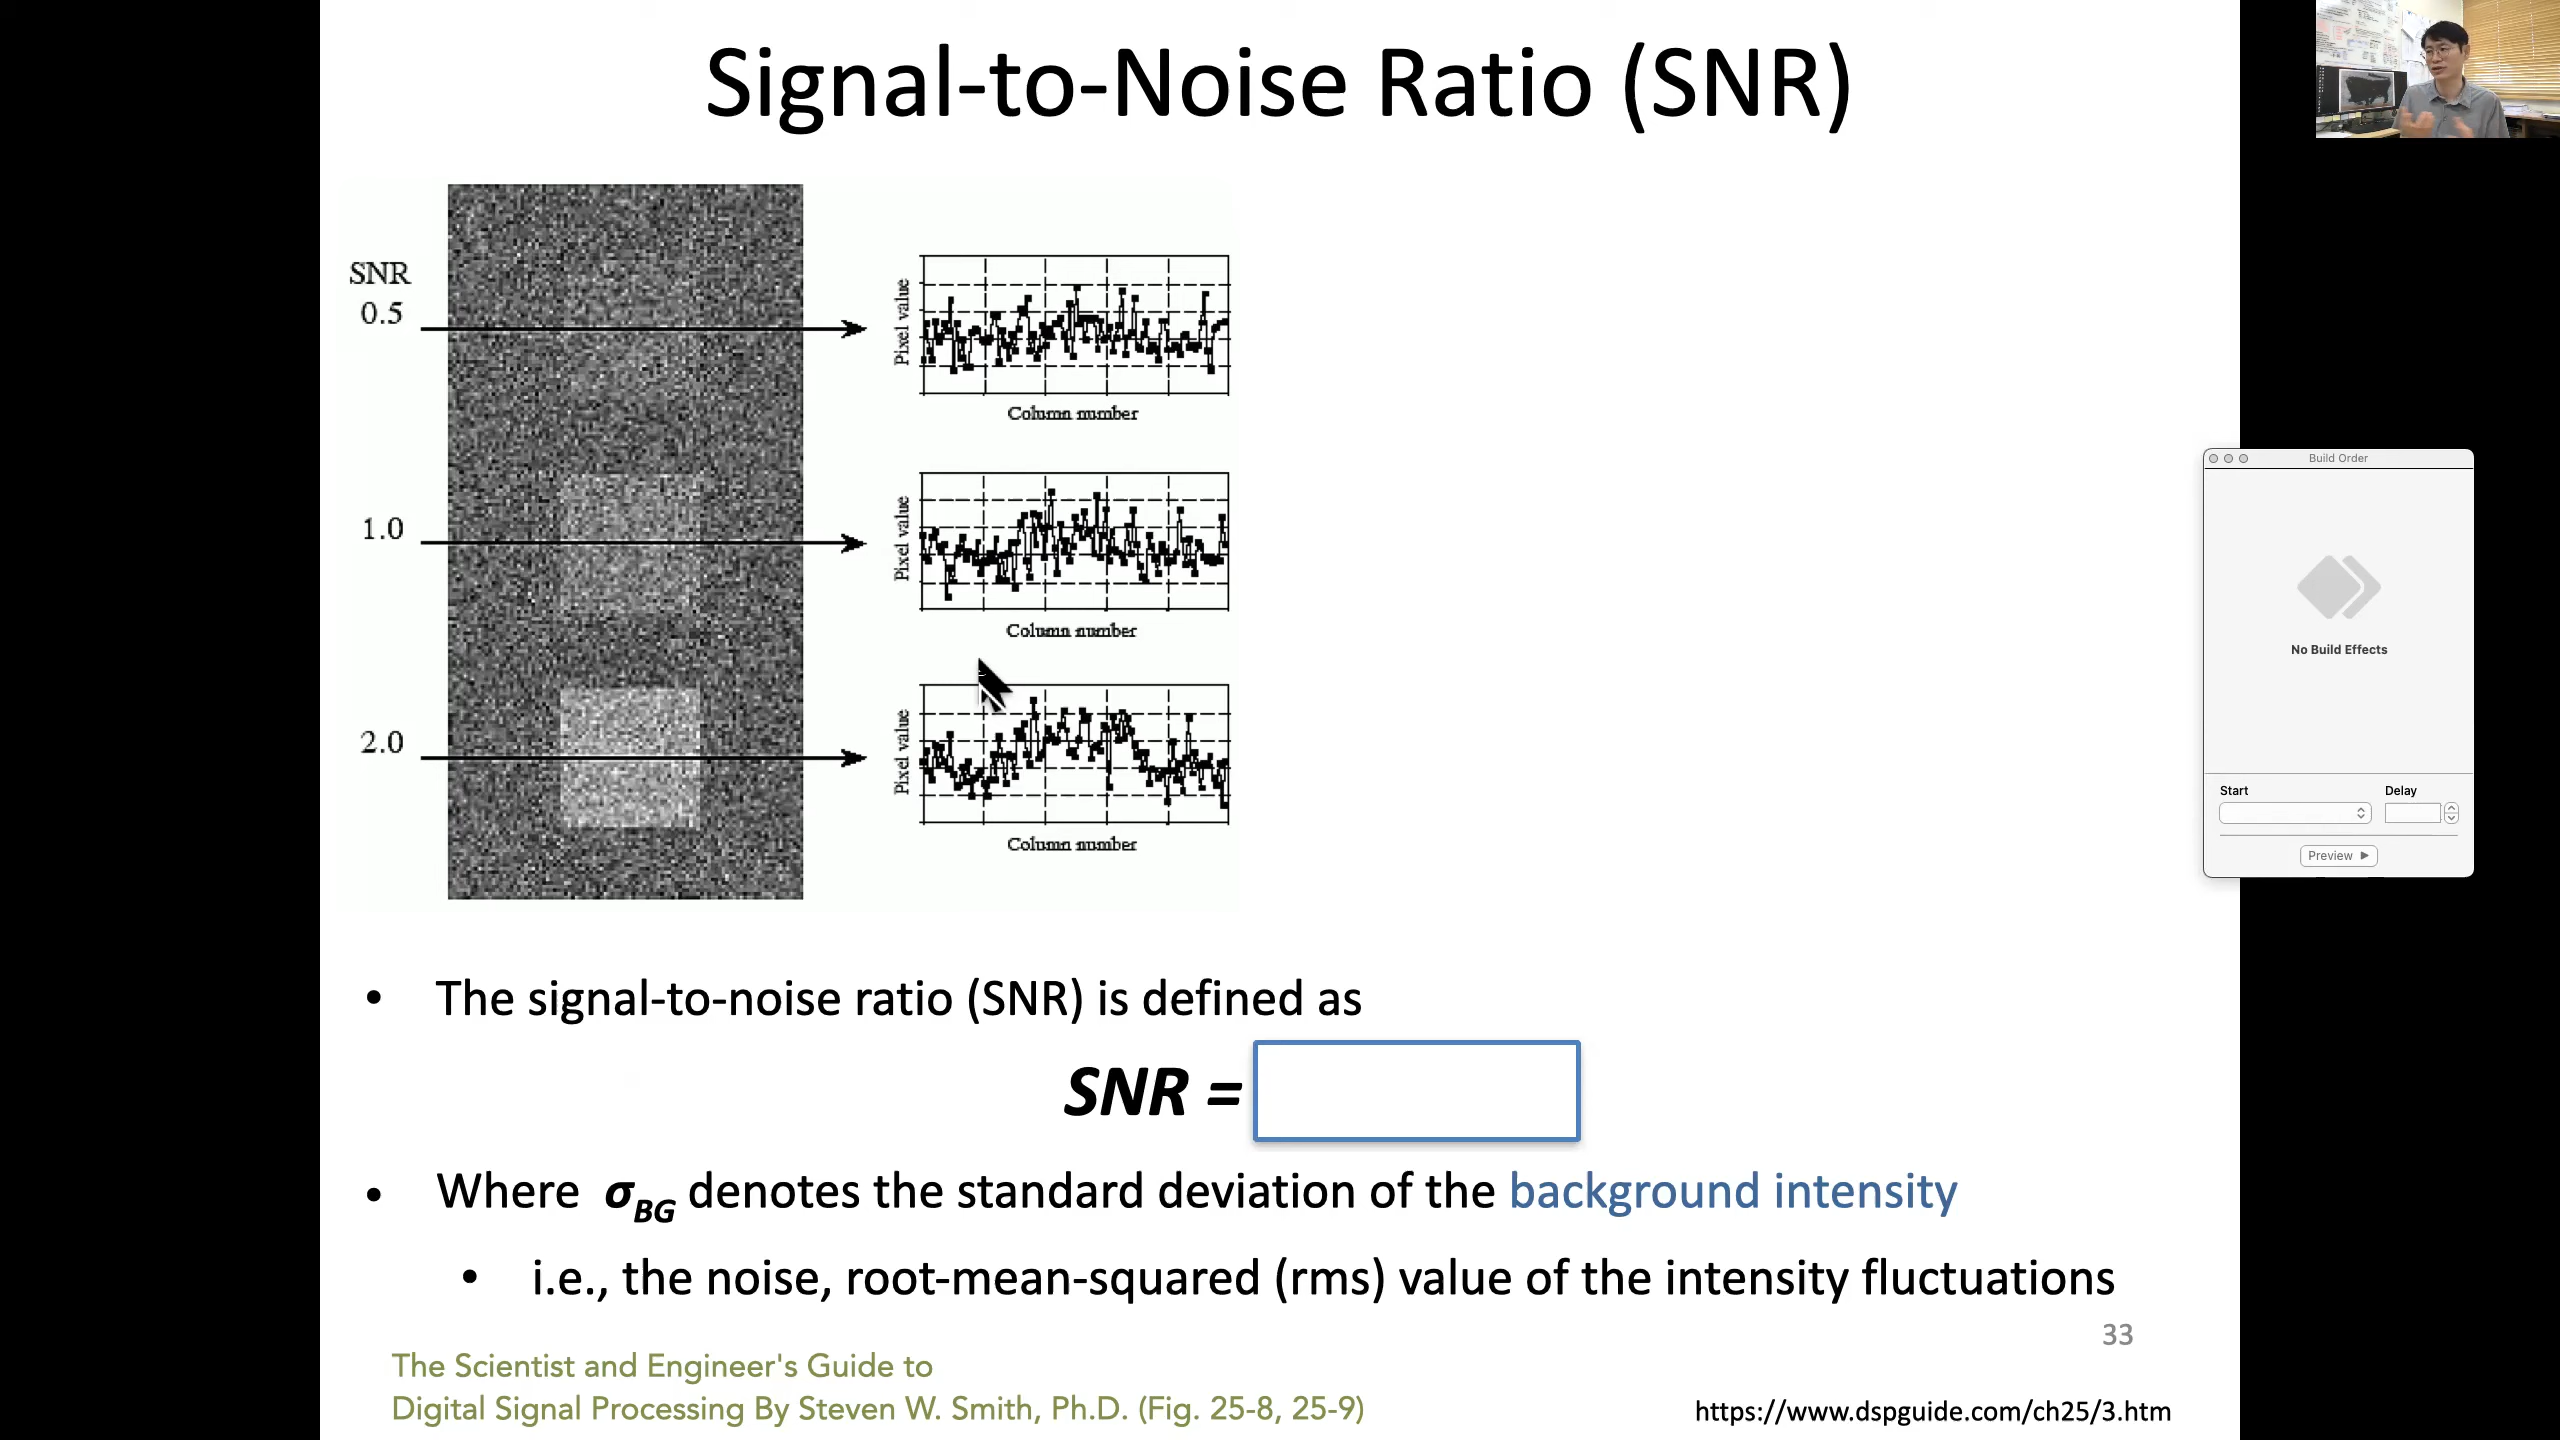 Signal-to-Noise Ratio (SNR)
SNR
0.5
1.0
2.0
Pixel value
Column number
Pixel value
Column number
Pixel value
Column number
• The signal-to-noise ratio (SNR) is defined as
SNR =
• Where σBG denotes the standard deviation of the background intensity
• i.e., the noise, root-mean-squared (rms) value of the intensity fluctuations
33
The Scientist and Engineer's Guide to
Digital Signal Processing By Steven W. Smith, Ph.D. (Fig. 25-8, 25-9)
https://www.dspguide.com/ch25/3.htm
Build Order
No Build Effects
Start Delay
Preview